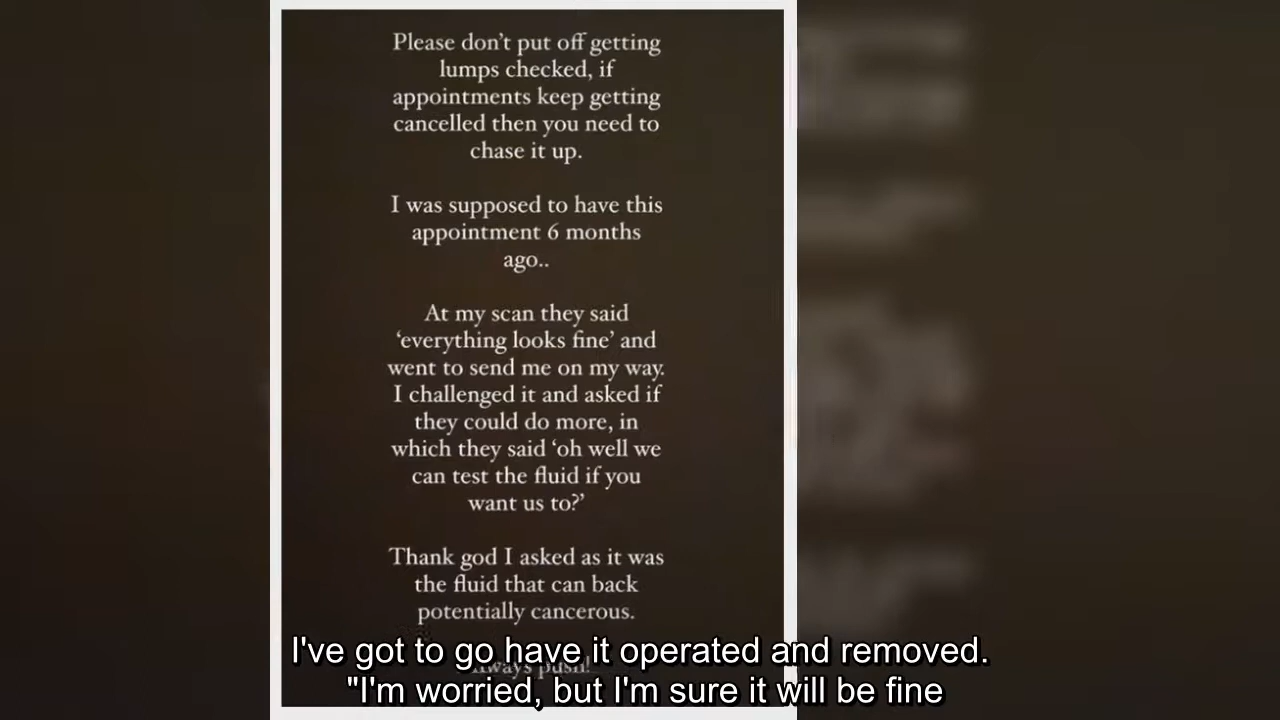 Please don’t put off getting
lumps checked, if
appointments keep getting
cancelled then you need to
chase it up.
I was supposed to have this
appointment 6 months
ago..
At my scan they said
‘everything looks fine’ and
went to send me on my way.
I challenged it and asked if
they could do more, in
which they said ‘oh well we
can test the fluid if you
want us to?’
Thank god I asked as it was
the fluid that can back
potentially cancerous.
Always push!
I've got to go have it operated and removed.
"I'm worried, but I'm sure it will be fine